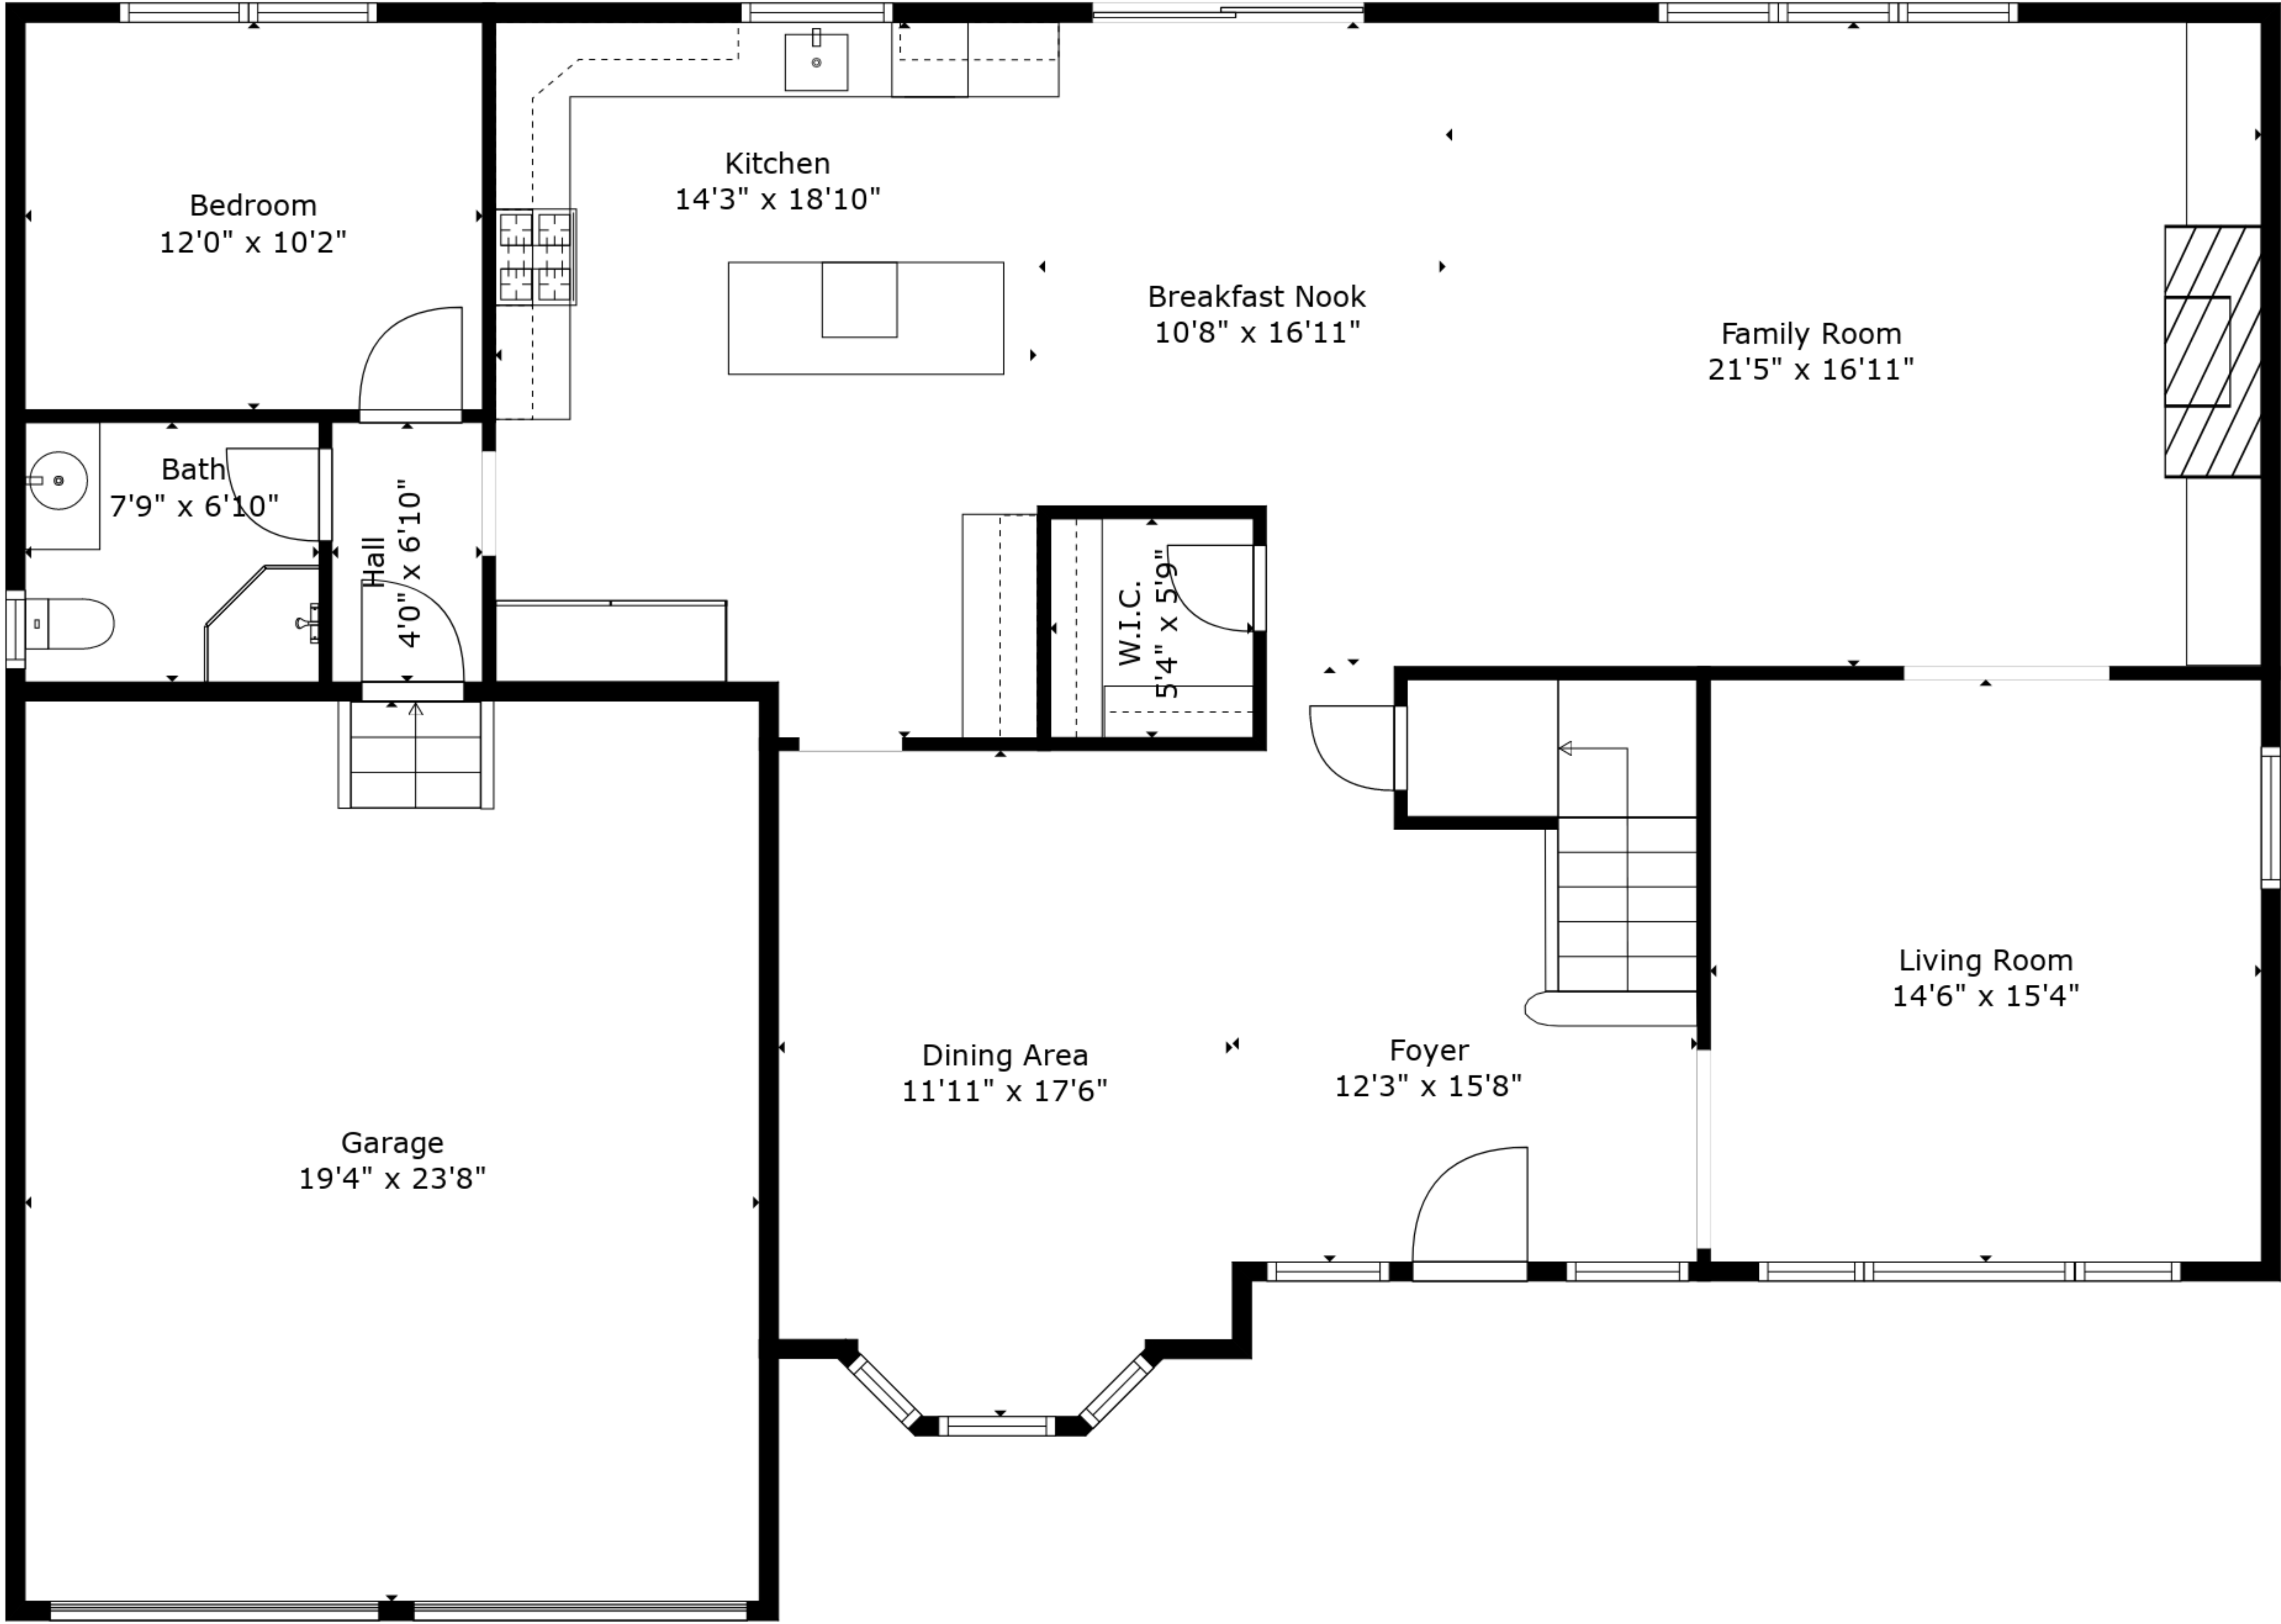 Kitchen
14'3" x 18'10"
Bedroom
12'0" x 10'2"
Breakfast Nook
10'8" x 16'11"
Family Room
21'5" x 16'11"
Bath
7'9" x 6'10"
Hall
4'0" x 6'10"
W.I.C.
5'4" x 5'9"
Living Room
14'6" x 15'4"
Dining Area
11'11" x 17'6"
Foyer
12'3" x 15'8"
Garage
19'4" x 23'8"